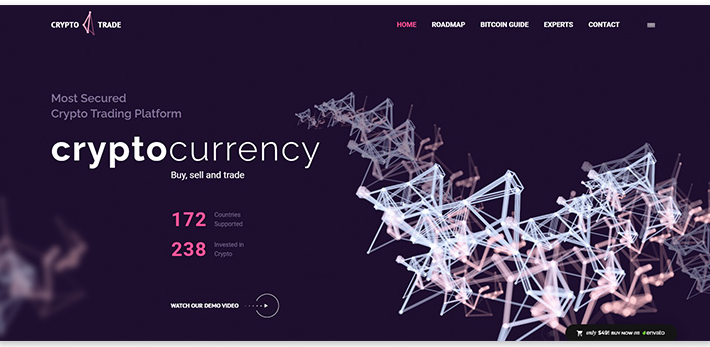 CRYPTO TRADE
HOME ROADMAP BITCOIN GUIDE EXPERTS CONTACT
Most Secured
Crypto Trading Platform
cryptocurrency
Buy, sell and trade
172 Countries
Supported
238 Invested in
Crypto
WATCH OUR DEMO VIDEO
only $49! BUY NOW on envato